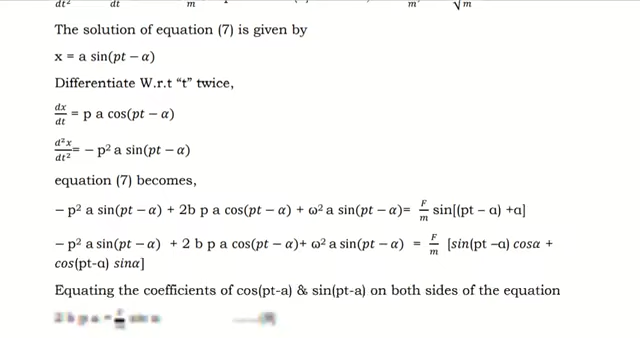 The solution of equation (7) is given by
x = a sin(pt − α)
Differentiate W.r.t “t” twice,
dx/dt = p a cos(pt − α)
d²x/dt² = − p² a sin(pt − α)
equation (7) becomes,
− p² a sin(pt − α) + 2b p a cos(pt − α) + ω² a sin(pt − α)= F/m sin[(pt – α) +α]
− p² a sin(pt − α) + 2 b p a cos(pt − α)+ ω² a sin(pt − α) = F/m [sin(pt –α) cosα +
cos(pt-α) sinα]
Equating the coefficients of cos(pt-α) & sin(pt-α) on both sides of the equation